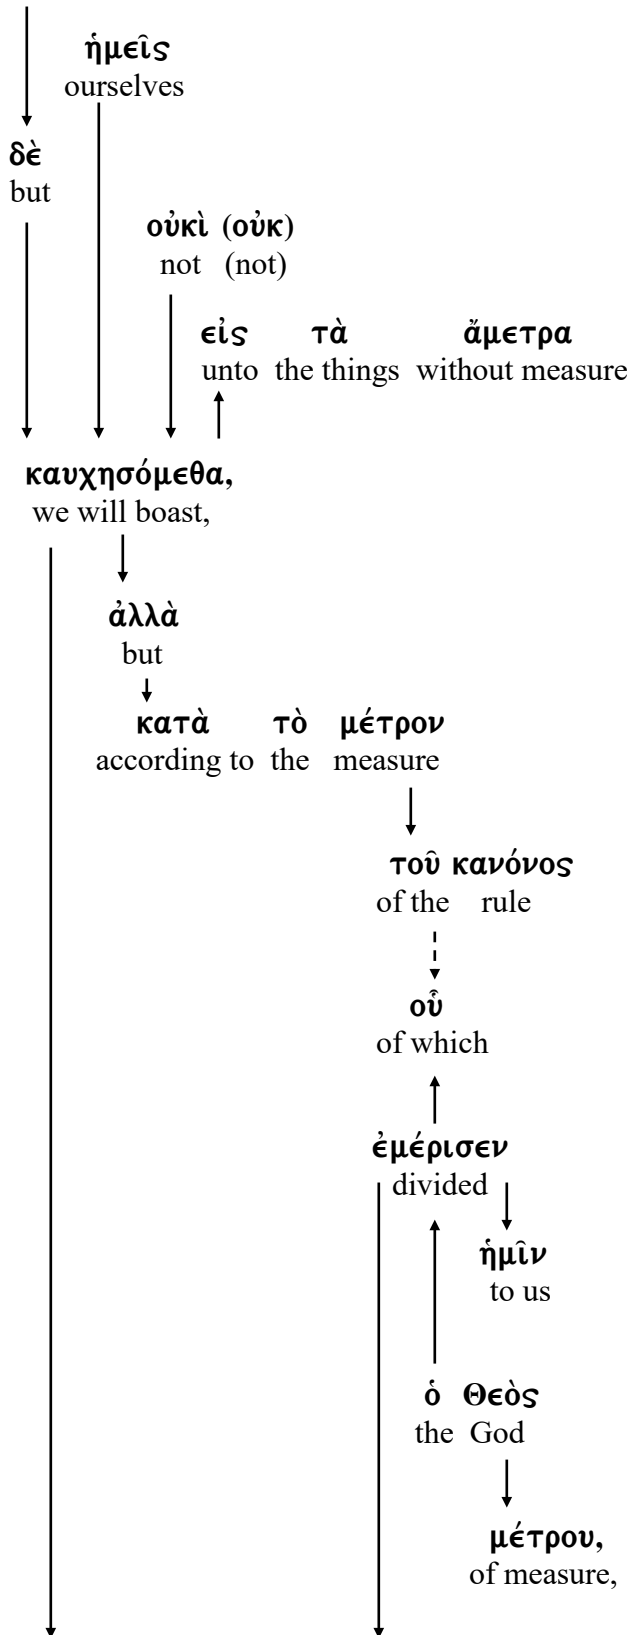 ἡμεῖς
ourselves
δὲ
but
οὐκὶ (οὐκ)
not (not)
εἰς τὰ ἄμετρα
unto the things without measure
καυχησόμεθα,
we will boast,
ἀλλὰ
but
κατὰ τὸ μέτρον
according to the measure
τοῦ κανόνος
of the rule
οὗ
of which
ἐμέρισεν
divided
ἡμῖν
to us
ὁ Θεὸς
the God
μέτρου,
of measure,